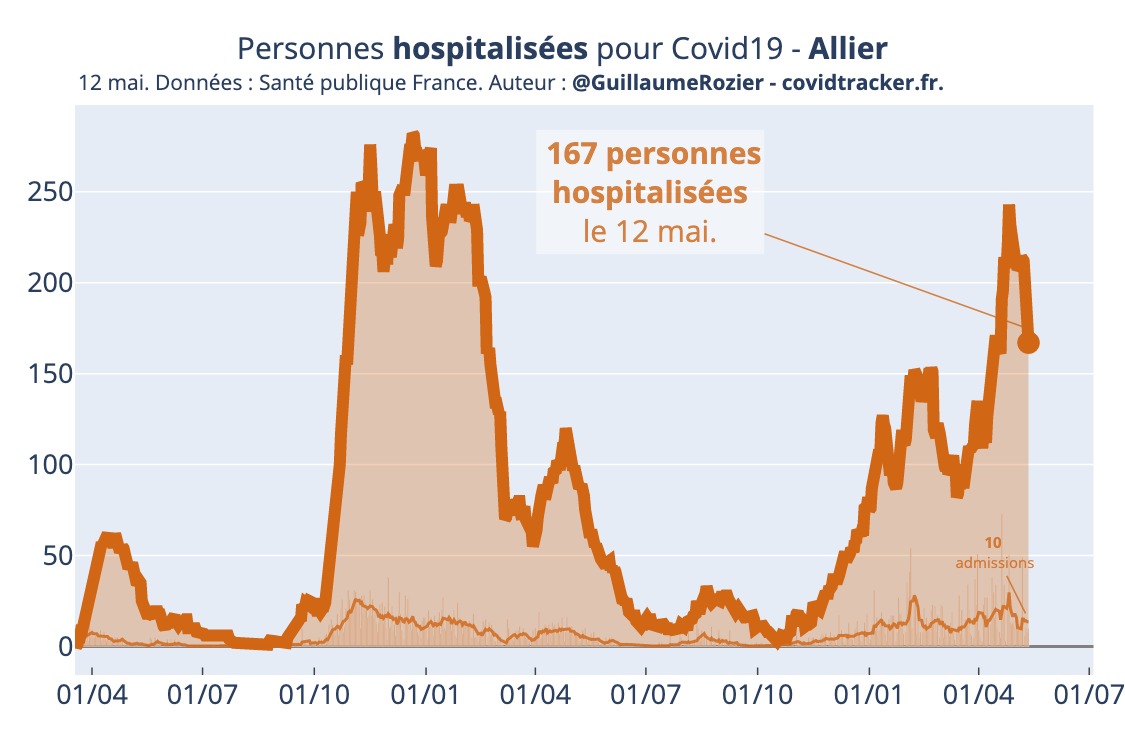 Personnes hospitalisées pour Covid19 - Allier
12 mai. Données : Santé publique France. Auteur : @GuillaumeRozier - covidtracker.fr.
167 personnes
hospitalisées
le 12 mai.
250
200
150
100
50
0
10
admissions
01/04 01/07 01/10 01/01 01/04 01/07 01/10 01/01 01/04 01/07